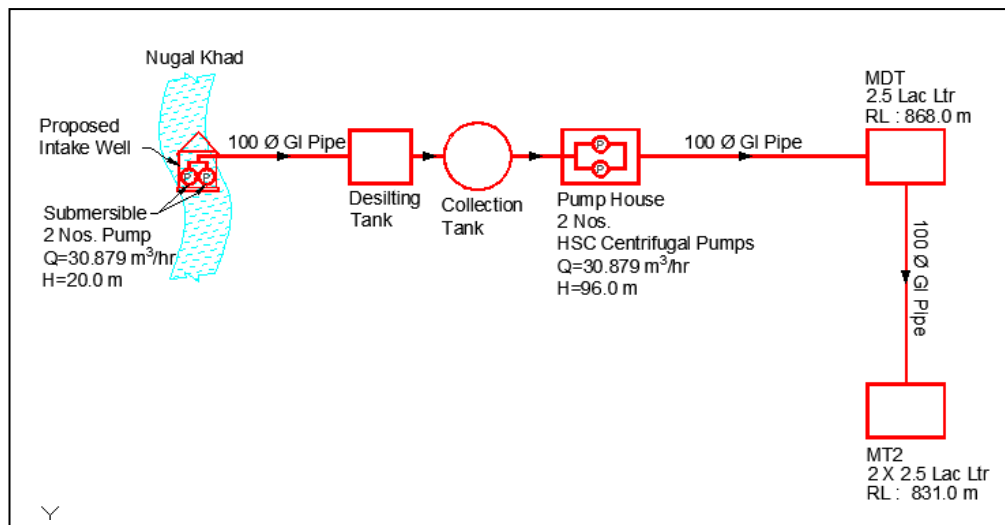 Nugal Khad
Proposed
Intake Well
100 Ø GI Pipe
P P
Submersible
2 Nos. Pump
Q=30.879 m³/hr
H=20.0 m
Desilting
Tank
Collection
Tank
P
P
Pump House
2 Nos.
HSC Centrifugal Pumps
Q=30.879 m³/hr
H=96.0 m
100 Ø GI Pipe
MDT
2.5 Lac Ltr
RL : 868.0 m
100 Ø GI Pipe
MT2
2 X 2.5 Lac Ltr
RL : 831.0 m
Y